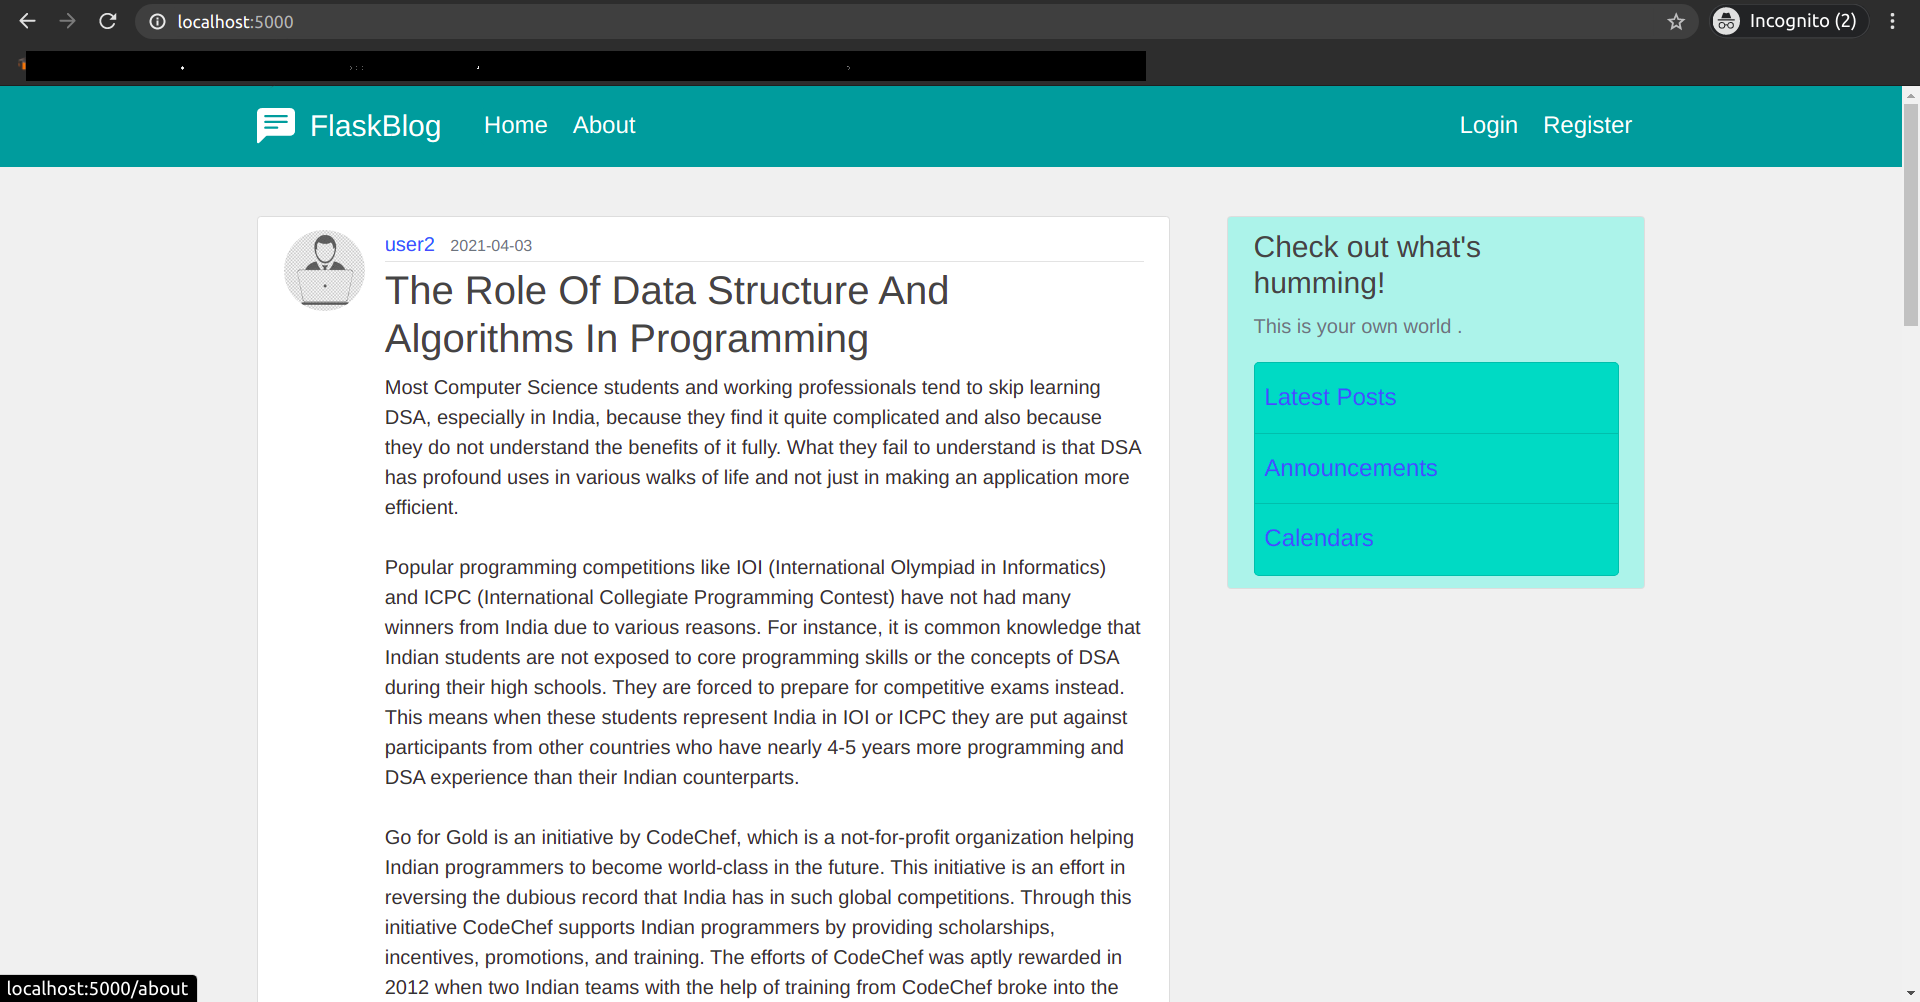 localhost:5000
Incognito (2)
FlaskBlog Home About Login Register
user2 2021-04-03
The Role Of Data Structure And
Algorithms In Programming
Most Computer Science students and working professionals tend to skip learning
DSA, especially in India, because they find it quite complicated and also because
they do not understand the benefits of it fully. What they fail to understand is that DSA
has profound uses in various walks of life and not just in making an application more
efficient.
Popular programming competitions like IOI (International Olympiad in Informatics)
and ICPC (International Collegiate Programming Contest) have not had many
winners from India due to various reasons. For instance, it is common knowledge that
Indian students are not exposed to core programming skills or the concepts of DSA
during their high schools. They are forced to prepare for competitive exams instead.
This means when these students represent India in IOI or ICPC they are put against
participants from other countries who have nearly 4-5 years more programming and
DSA experience than their Indian counterparts.
Go for Gold is an initiative by CodeChef, which is a not-for-profit organization helping
Indian programmers to become world-class in the future. This initiative is an effort in
reversing the dubious record that India has in such global competitions. Through this
initiative CodeChef supports Indian programmers by providing scholarships,
incentives, promotions, and training. The efforts of CodeChef was aptly rewarded in
2012 when two Indian teams with the help of training from CodeChef broke into the
Check out what's
humming!
This is your own world .
Latest Posts
Announcements
Calendars
localhost:5000/about